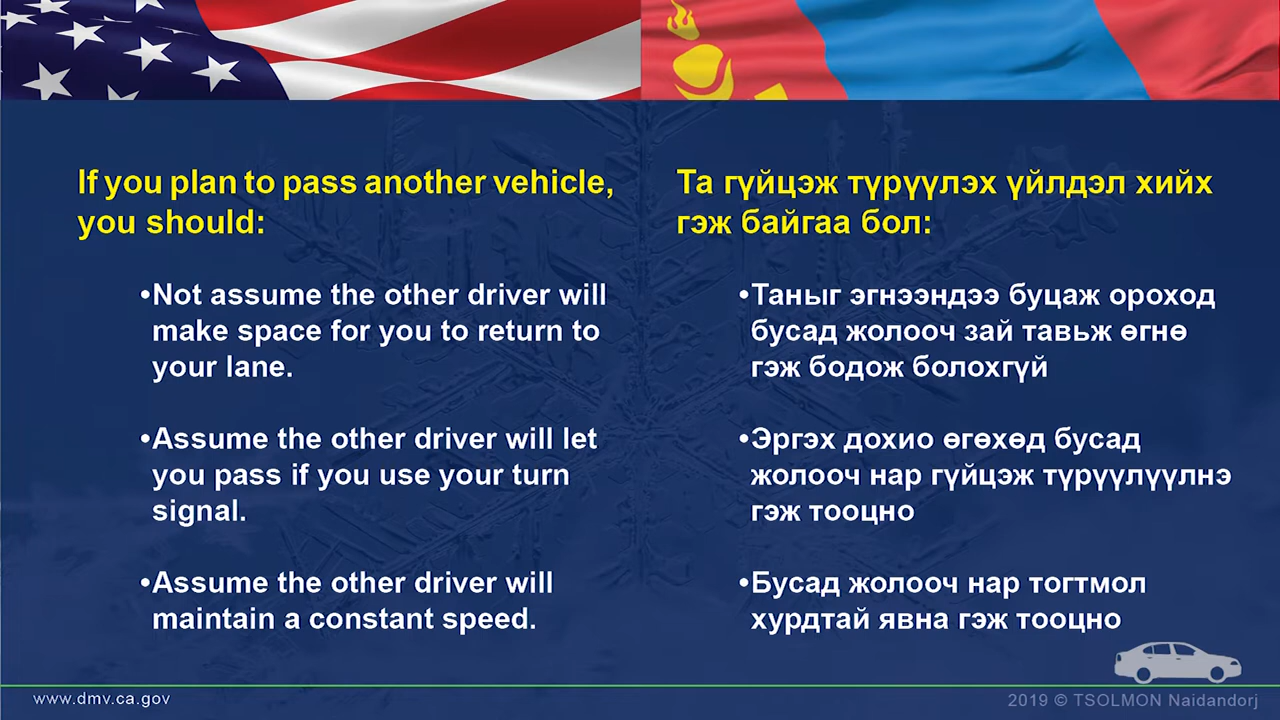 If you plan to pass another vehicle,
you should:
•Not assume the other driver will
make space for you to return to
your lane.
•Assume the other driver will let
you pass if you use your turn
signal.
•Assume the other driver will
maintain a constant speed.
Та гүйцэж түрүүлэх үйлдэл хийх
гэж байгаа бол:
•Таныг эгнээндээ буцаж ороход
бусад жолооч зай тавьж өгнө
гэж бодож болохгүй
•Эргэх дохио өгөхөд бусад
жолооч нар гүйцэж түрүүлүүлнэ
гэж тооцно
•Бусад жолооч нар тогтмол
хурдтай явна гэж тооцно
www.dmv.ca.gov
2019 © TSOLMON Naidandorj